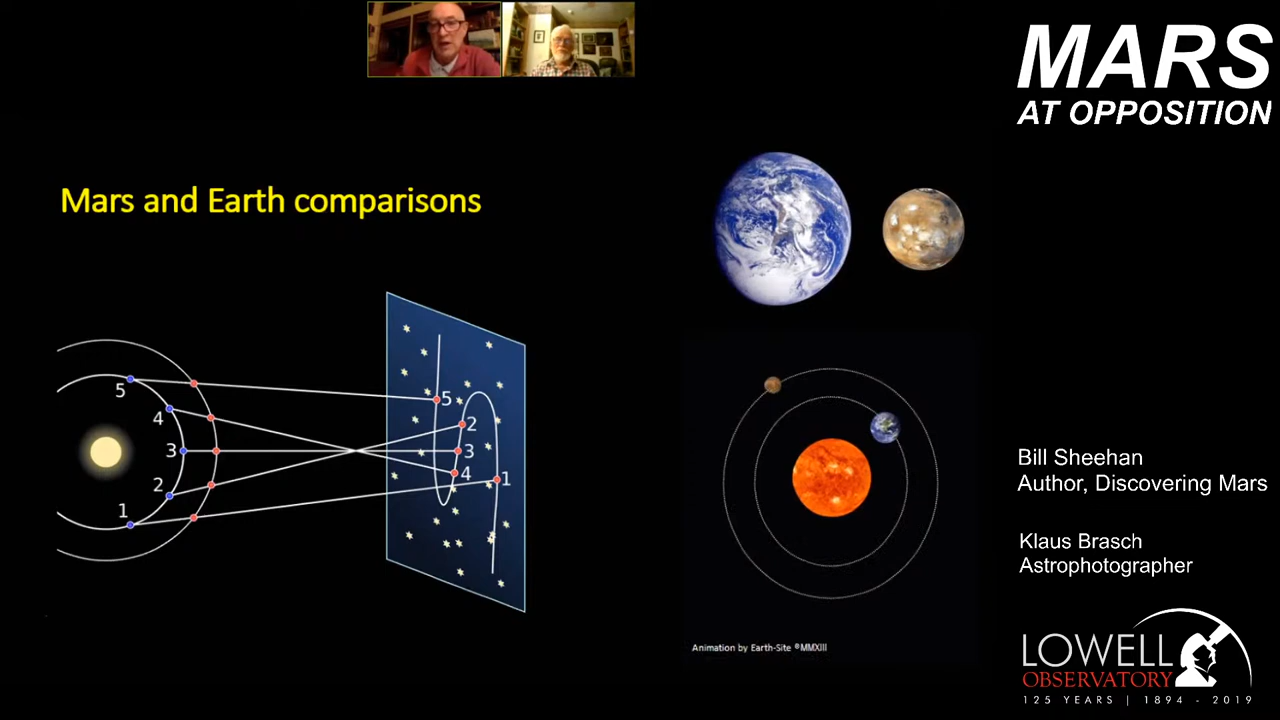 MARS
AT OPPOSITION
Mars and Earth comparisons
5
4
3
2
1
5
2
3
4
1
Animation by Earth-Site ®MMXIII
Bill Sheehan
Author, Discovering Mars
Klaus Brasch
Astrophotographer
LOWELL
OBSERVATORY
125 YEARS | 1894 - 2019